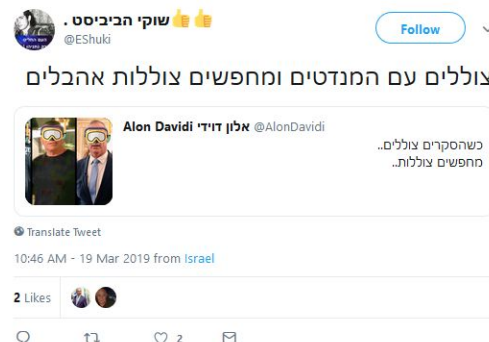 שוקי הביביסט .👍👍
@EShuki
Follow
צוללים עם המנדטים ומחפשים צוללות אהבלים
Alon Davidi אלון דוידי @AlonDavidi
כשהסקרים צוללים..
מחפשים צוללות..
Translate Tweet
10:46 AM - 19 Mar 2019 from Israel
2 Likes
2